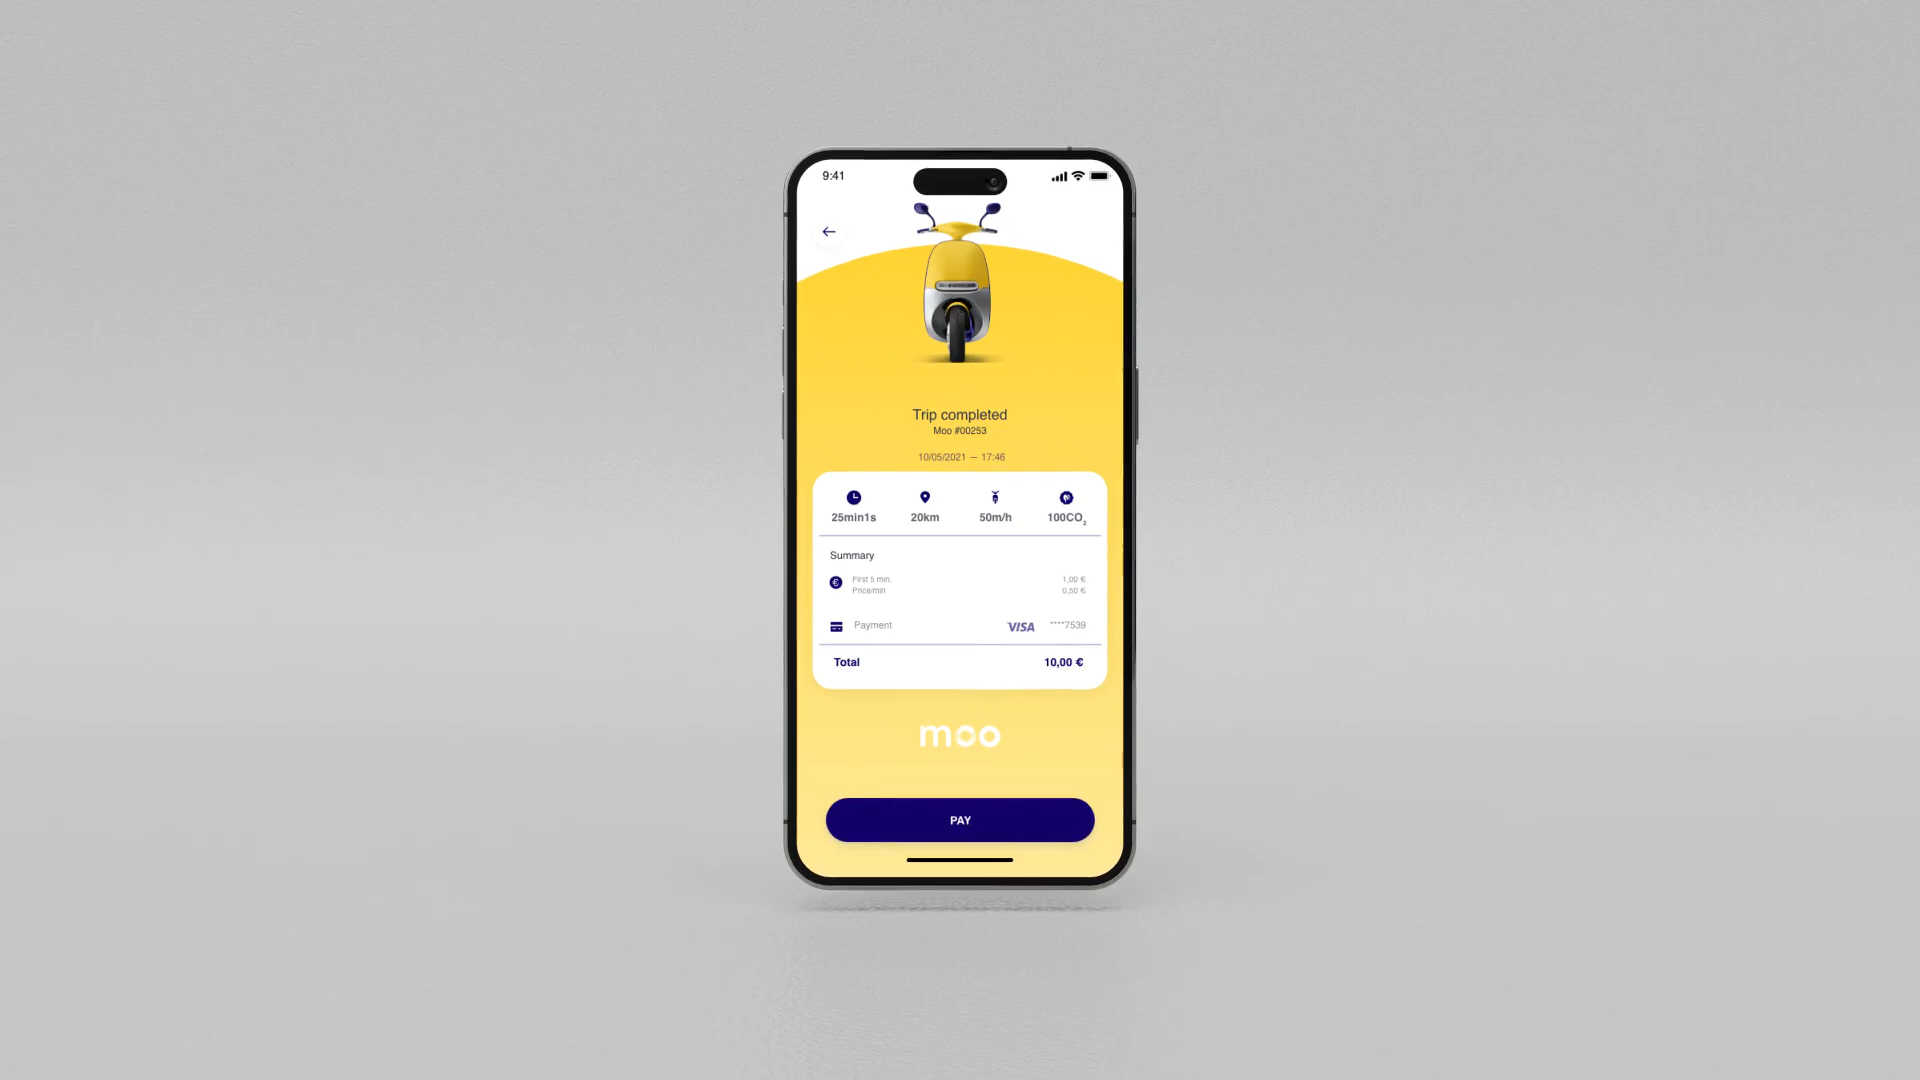 9:41
Trip completed
Moo #00253
10/05/2021 — 17:46
25min1s 20km 50m/h 100CO₂
Summary
First 5 min. 1,00 €
Price/min 0,50 €
Payment VISA ****7539
Total 10,00 €
moo
PAY